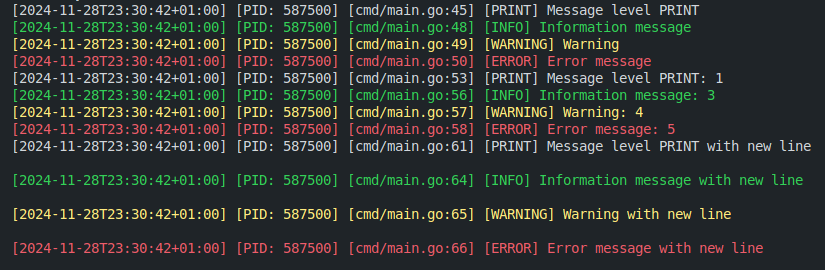 [2024-11-28T23:30:42+01:00] [PID: 587500] [cmd/main.go:45] [PRINT] Message level PRINT
[2024-11-28T23:30:42+01:00] [PID: 587500] [cmd/main.go:48] [INFO] Information message
[2024-11-28T23:30:42+01:00] [PID: 587500] [cmd/main.go:49] [WARNING] Warning
[2024-11-28T23:30:42+01:00] [PID: 587500] [cmd/main.go:50] [ERROR] Error message
[2024-11-28T23:30:42+01:00] [PID: 587500] [cmd/main.go:53] [PRINT] Message level PRINT: 1
[2024-11-28T23:30:42+01:00] [PID: 587500] [cmd/main.go:56] [INFO] Information message: 3
[2024-11-28T23:30:42+01:00] [PID: 587500] [cmd/main.go:57] [WARNING] Warning: 4
[2024-11-28T23:30:42+01:00] [PID: 587500] [cmd/main.go:58] [ERROR] Error message: 5
[2024-11-28T23:30:42+01:00] [PID: 587500] [cmd/main.go:61] [PRINT] Message level PRINT with new line
[2024-11-28T23:30:42+01:00] [PID: 587500] [cmd/main.go:64] [INFO] Information message with new line
[2024-11-28T23:30:42+01:00] [PID: 587500] [cmd/main.go:65] [WARNING] Warning with new line
[2024-11-28T23:30:42+01:00] [PID: 587500] [cmd/main.go:66] [ERROR] Error message with new line